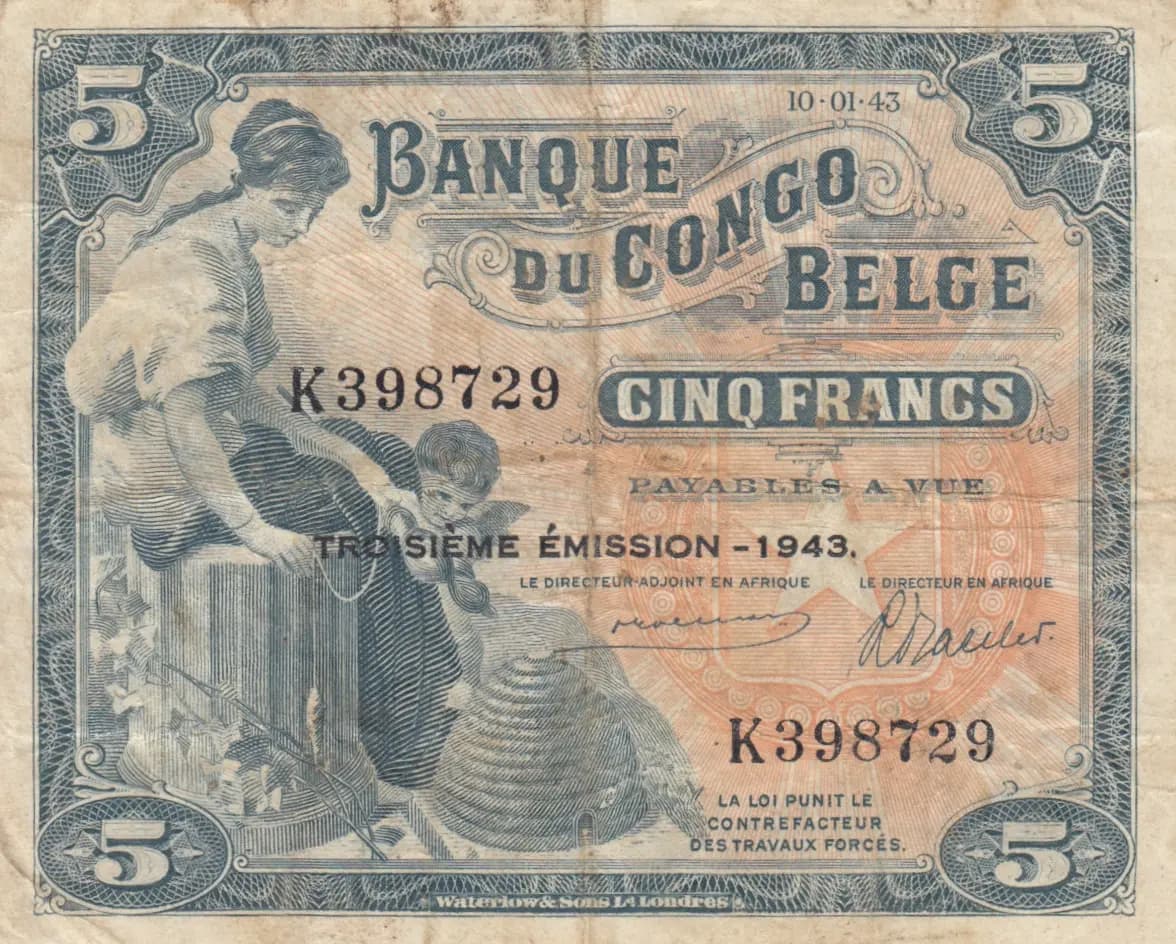 5
5
10·01·43
BANQUE
DU CONGO
BELGE
K398729
CINQ FRANCS
PAYABLES A VUE
TROISIÈME ÉMISSION - 1943.
LE DIRECTEUR-ADJOINT EN AFRIQUE
LE DIRECTEUR EN AFRIQUE
K398729
LA LOI PUNIT LE
CONTREFACTEUR
DES TRAVAUX FORCÉS.
5
5
Waterlow & Sons Ld Londres